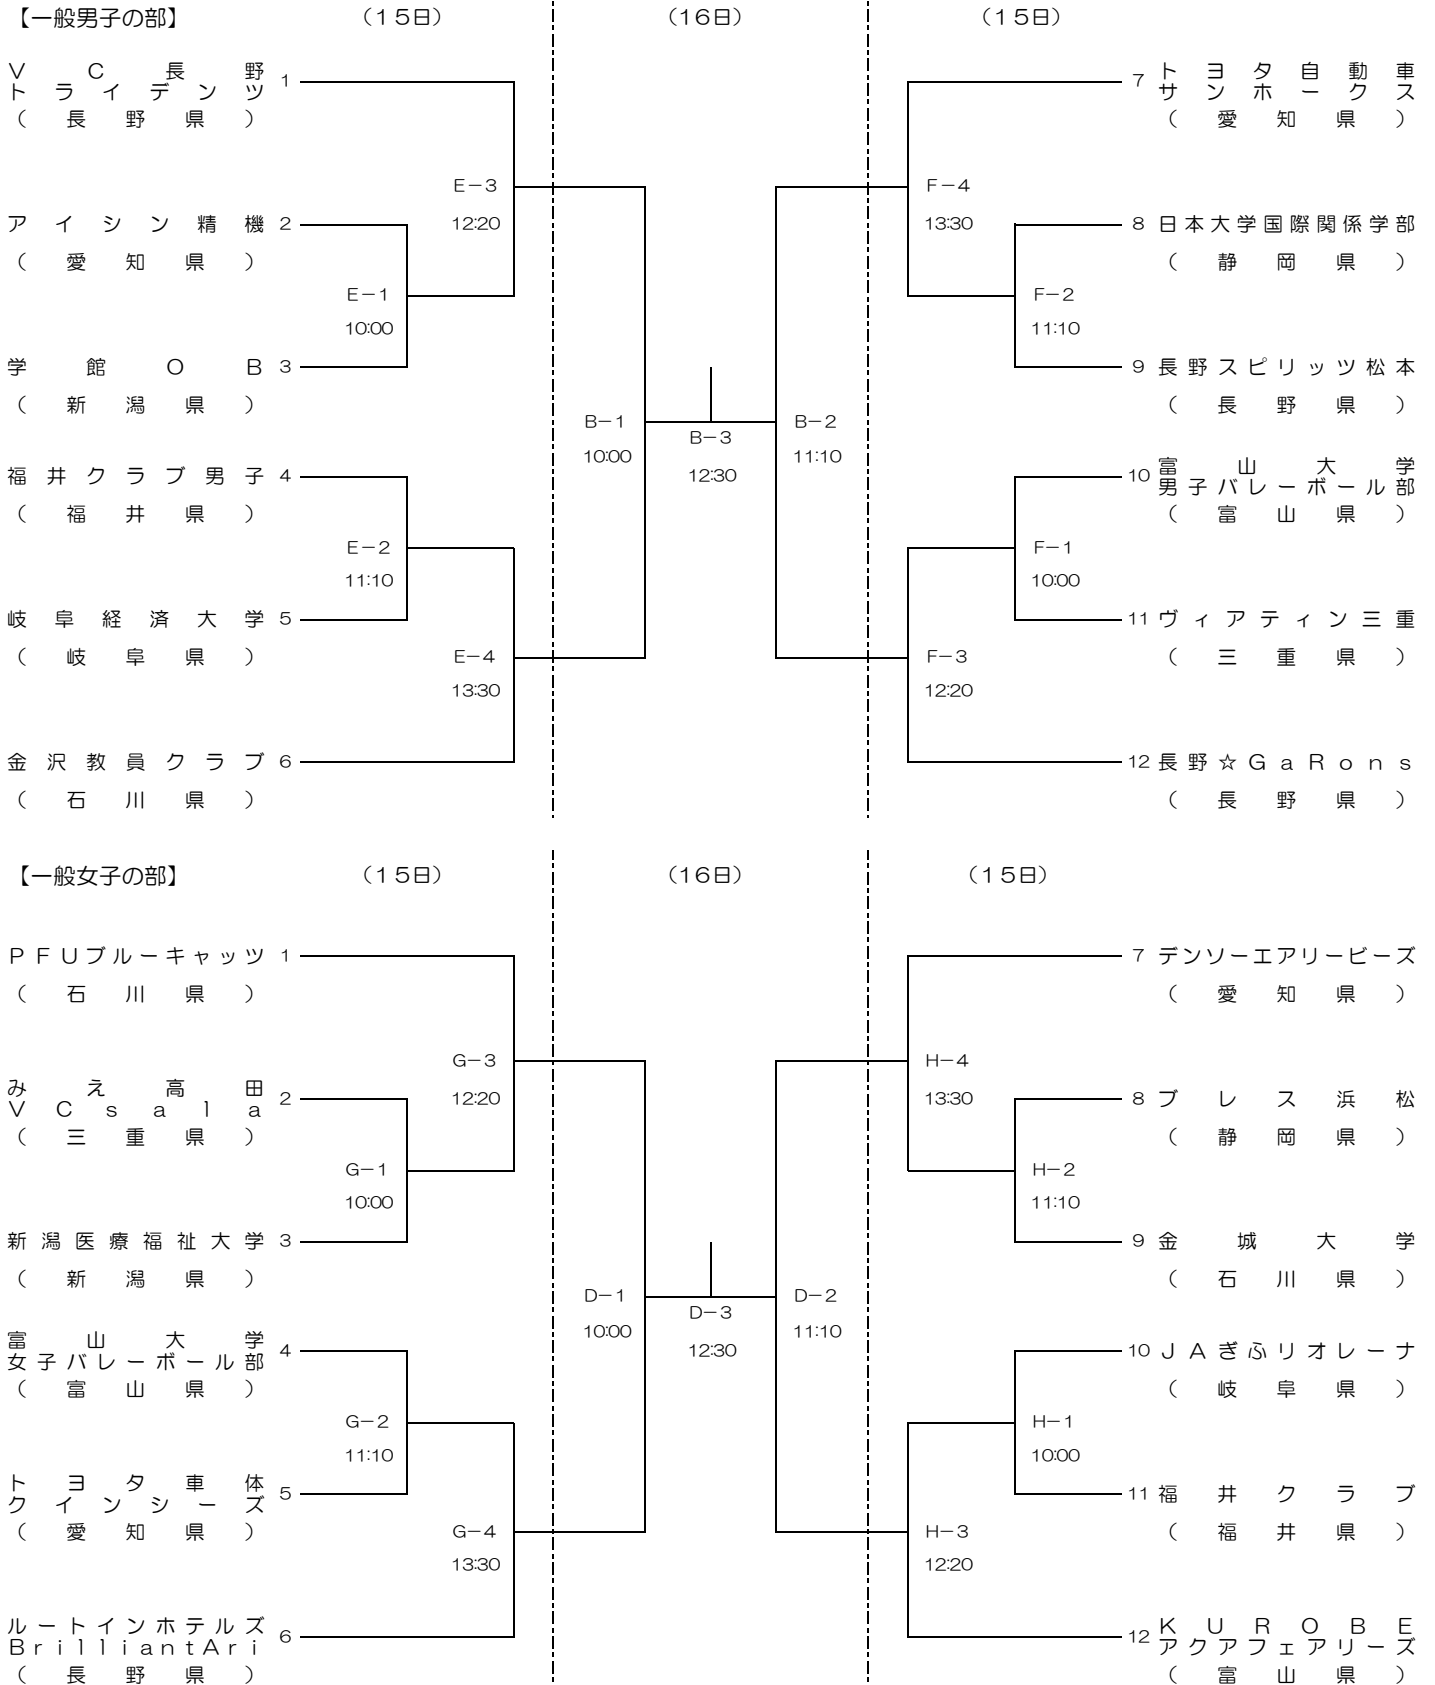 【一般男子の部】 （１５日） （１６日） （１５日）
ＶＣ長野
トライデンツ
（長野県）
1
アイシン精機 2
（愛知県）
学館ＯＢ 3
（新潟県）
福井クラブ男子 4
（福井県）
岐阜経済大学 5
（岐阜県）
金沢教員クラブ 6
（石川県）
E－3
12:20
E－1
10:00
E－2
11:10
E－4
13:30
B－1
10:00
B－3
12:30
B－2
11:10
F－4
13:30
F－2
11:10
F－1
10:00
F－3
12:20
7
トヨタ自動車
サンホークス
（愛知県）
8 日本大学国際関係学部
（静岡県）
9 長野スピリッツ松本
（長野県）
10
富山大学
男子バレーボール部
（富山県）
11 ヴィアティン三重
（三重県）
12 長野☆ＧａＲｏｎｓ
（長野県）
【一般女子の部】 （１５日） （１６日） （１５日）
ＰＦＵブルーキャッツ 1
（石川県）
みえ高田
ＶＣｓａｌａ
（三重県）
2
新潟医療福祉大学 3
（新潟県）
富山大学
女子バレーボール部
（富山県）
4
トヨタ車体
クインシーズ
（愛知県）
5
ルートインホテルズ
BrilliantAri
（長野県）
6
G－3
12:20
G－1
10:00
G－2
11:10
G－4
13:30
D－1
10:00
D－3
12:30
D－2
11:10
H－4
13:30
H－2
11:10
H－1
10:00
H－3
12:20
7 デンソーエアリービーズ
（愛知県）
8 ブレス浜松
（静岡県）
9 金城大学
（石川県）
10 ＪＡぎふリオレーナ
（岐阜県）
11 福井クラブ
（福井県）
12
ＫＵＲＯＢＥ
アクアフェアリーズ
（富山県）